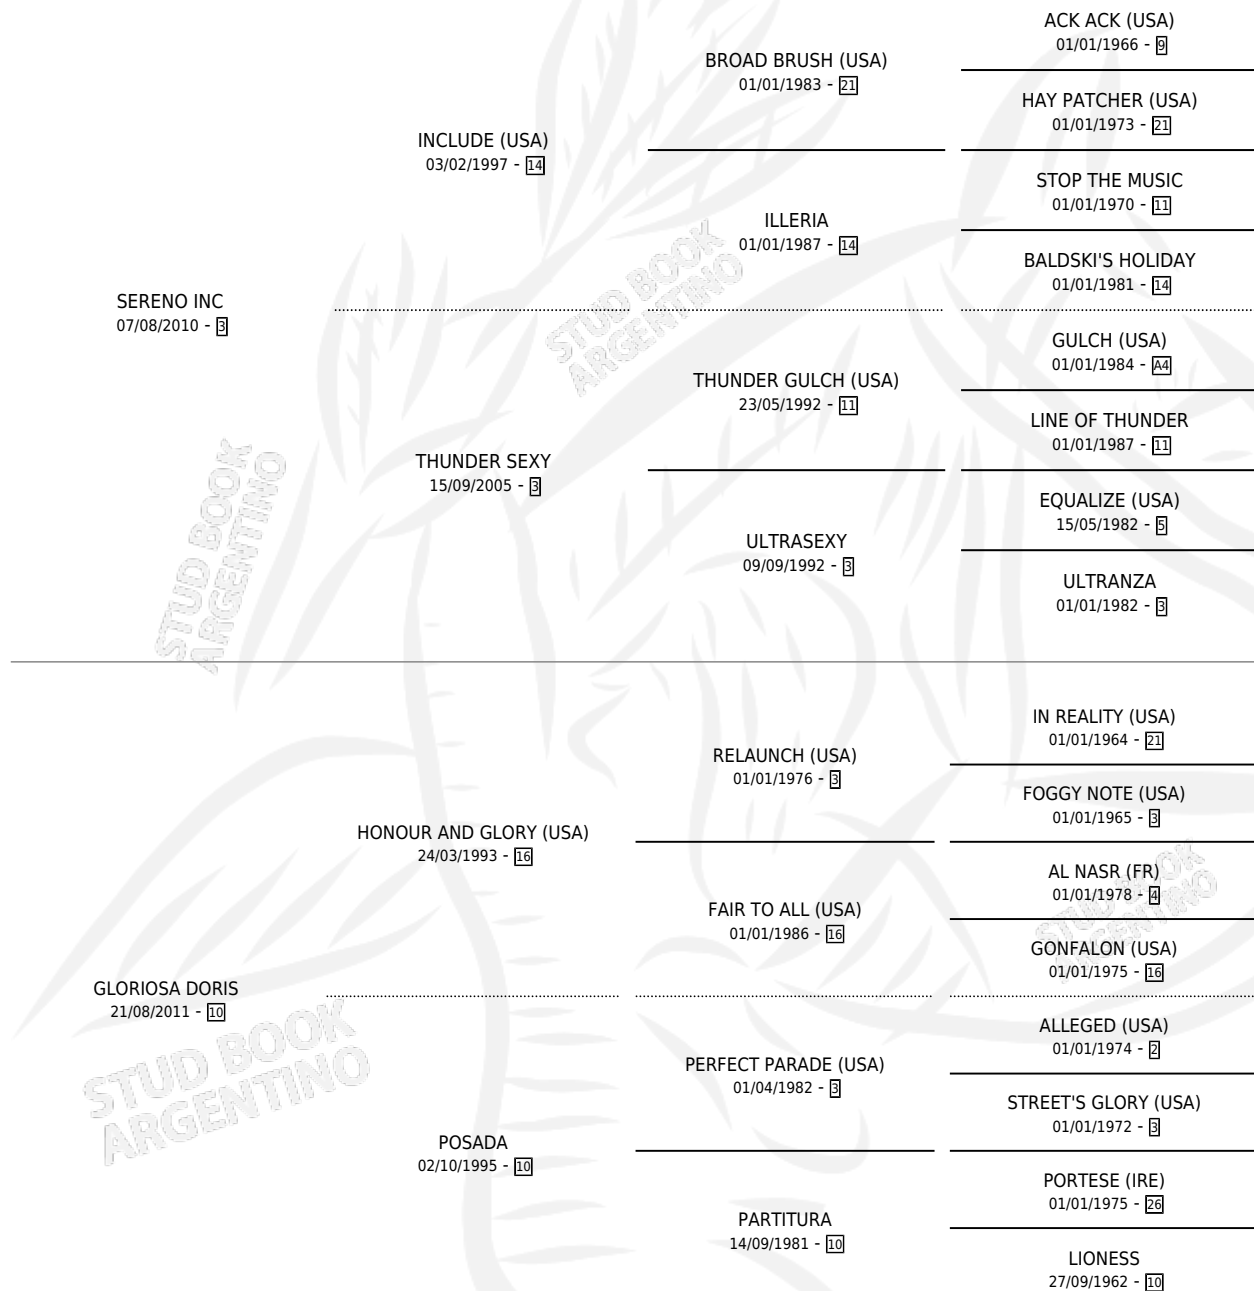 ACK ACK (USA)
01/01/1966 - 9
BROAD BRUSH (USA)
01/01/1983 - 21
HAY PATCHER (USA)
01/01/1973 - 21
INCLUDE (USA)
03/02/1997 - 14
STOP THE MUSIC
01/01/1970 - 11
ILLERIA
01/01/1987 - 14
BALDSKI'S HOLIDAY
01/01/1981 - 14
SERENO INC
07/08/2010 - 3
GULCH (USA)
01/01/1984 - A4
THUNDER GULCH (USA)
23/05/1992 - 11
LINE OF THUNDER
01/01/1987 - 11
THUNDER SEXY
15/09/2005 - 3
EQUALIZE (USA)
15/05/1982 - 5
ULTRASEXY
09/09/1992 - 3
ULTRANZA
01/01/1982 - 3
IN REALITY (USA)
01/01/1964 - 21
RELAUNCH (USA)
01/01/1976 - 3
FOGGY NOTE (USA)
01/01/1965 - 3
HONOUR AND GLORY (USA)
24/03/1993 - 16
AL NASR (FR)
01/01/1978 - 4
FAIR TO ALL (USA)
01/01/1986 - 16
GONFALON (USA)
01/01/1975 - 16
GLORIOSA DORIS
21/08/2011 - 10
ALLEGED (USA)
01/01/1974 - 2
PERFECT PARADE (USA)
01/04/1982 - 3
STREET'S GLORY (USA)
01/01/1972 - 3
POSADA
02/10/1995 - 10
PORTESE (IRE)
01/01/1975 - 26
PARTITURA
14/09/1981 - 10
LIONESS
27/09/1962 - 10
STUD BOOK
ARGENTINO
STUD BOOK
ARGENTINO
STUD BOOK
ARGENTINO
STUD BOOK
ARGENTINO